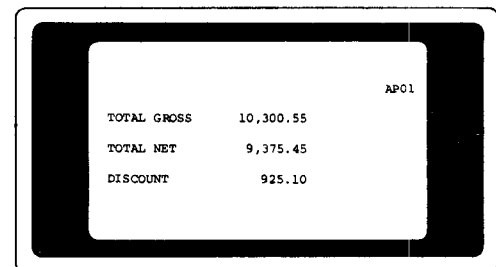 AP01
TOTAL GROSS 10,300.55
TOTAL NET 9,375.45
DISCOUNT 925.10